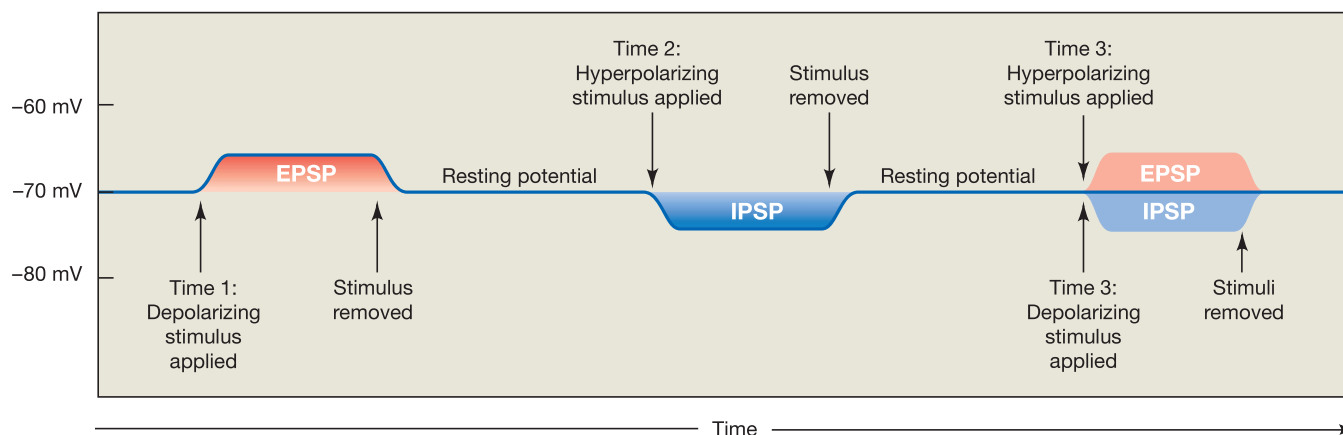 Time 2:
Hyperpolarizing
stimulus applied
Stimulus
removed
Time 3:
Hyperpolarizing
stimulus applied
–60 mV
EPSP
Resting potential
Resting potential
EPSP
–70 mV
IPSP
IPSP
–80 mV
Time 1:
Depolarizing
stimulus
applied
Stimulus
removed
Time 3:
Depolarizing
stimulus
applied
Stimuli
removed
Time